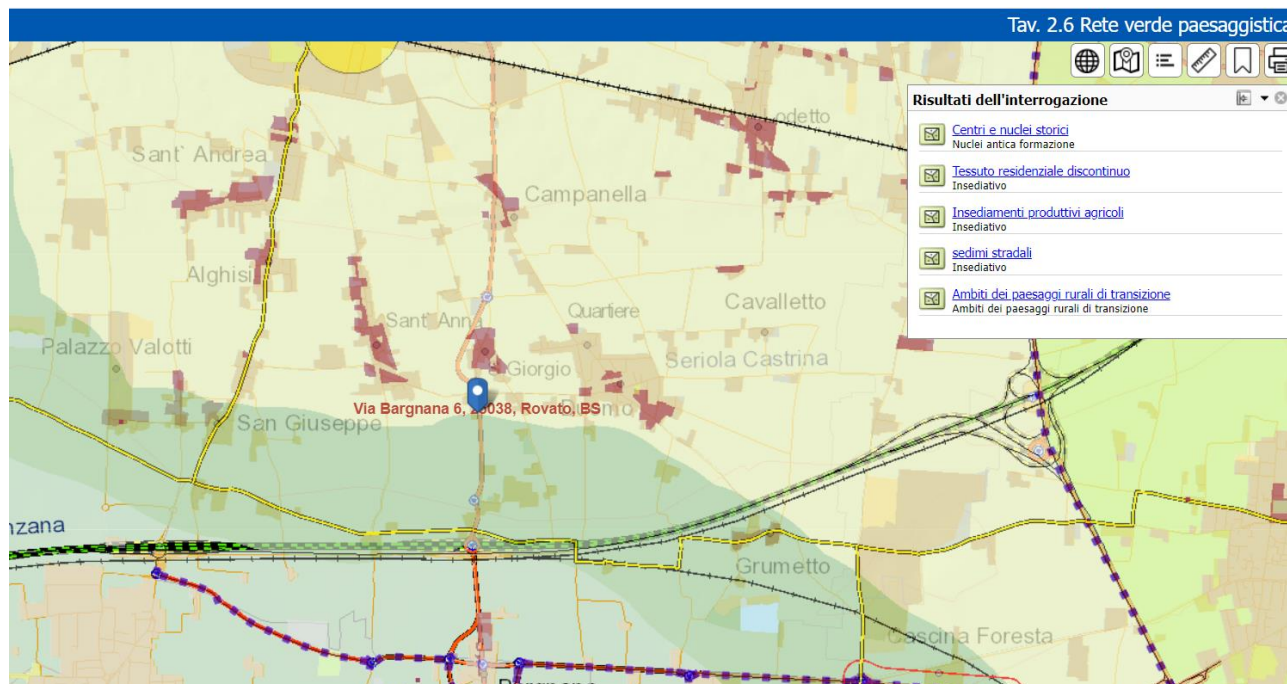 Tav. 2.6 Rete verde paesaggistica
Risultati dell'interrogazione
Centri e nuclei storici
Nuclei antica formazione
Tessuto residenziale discontinuo
Insediativo
Insediamenti produttivi agricoli
Insediativo
sedimi stradali
Insediativo
Ambiti dei paesaggi rurali di transizione
Ambiti dei paesaggi rurali di transizione
Sant` Andrea
Campanella
Alghisi
Quartiere
Cavalletto
Sant` Anna
Palazzo Valotti
Giorgio
Seriola Castrina
Via Bargnana 6, 25038, Rovato, BS
San Giuseppe
Grumetto
Cascina Foresta